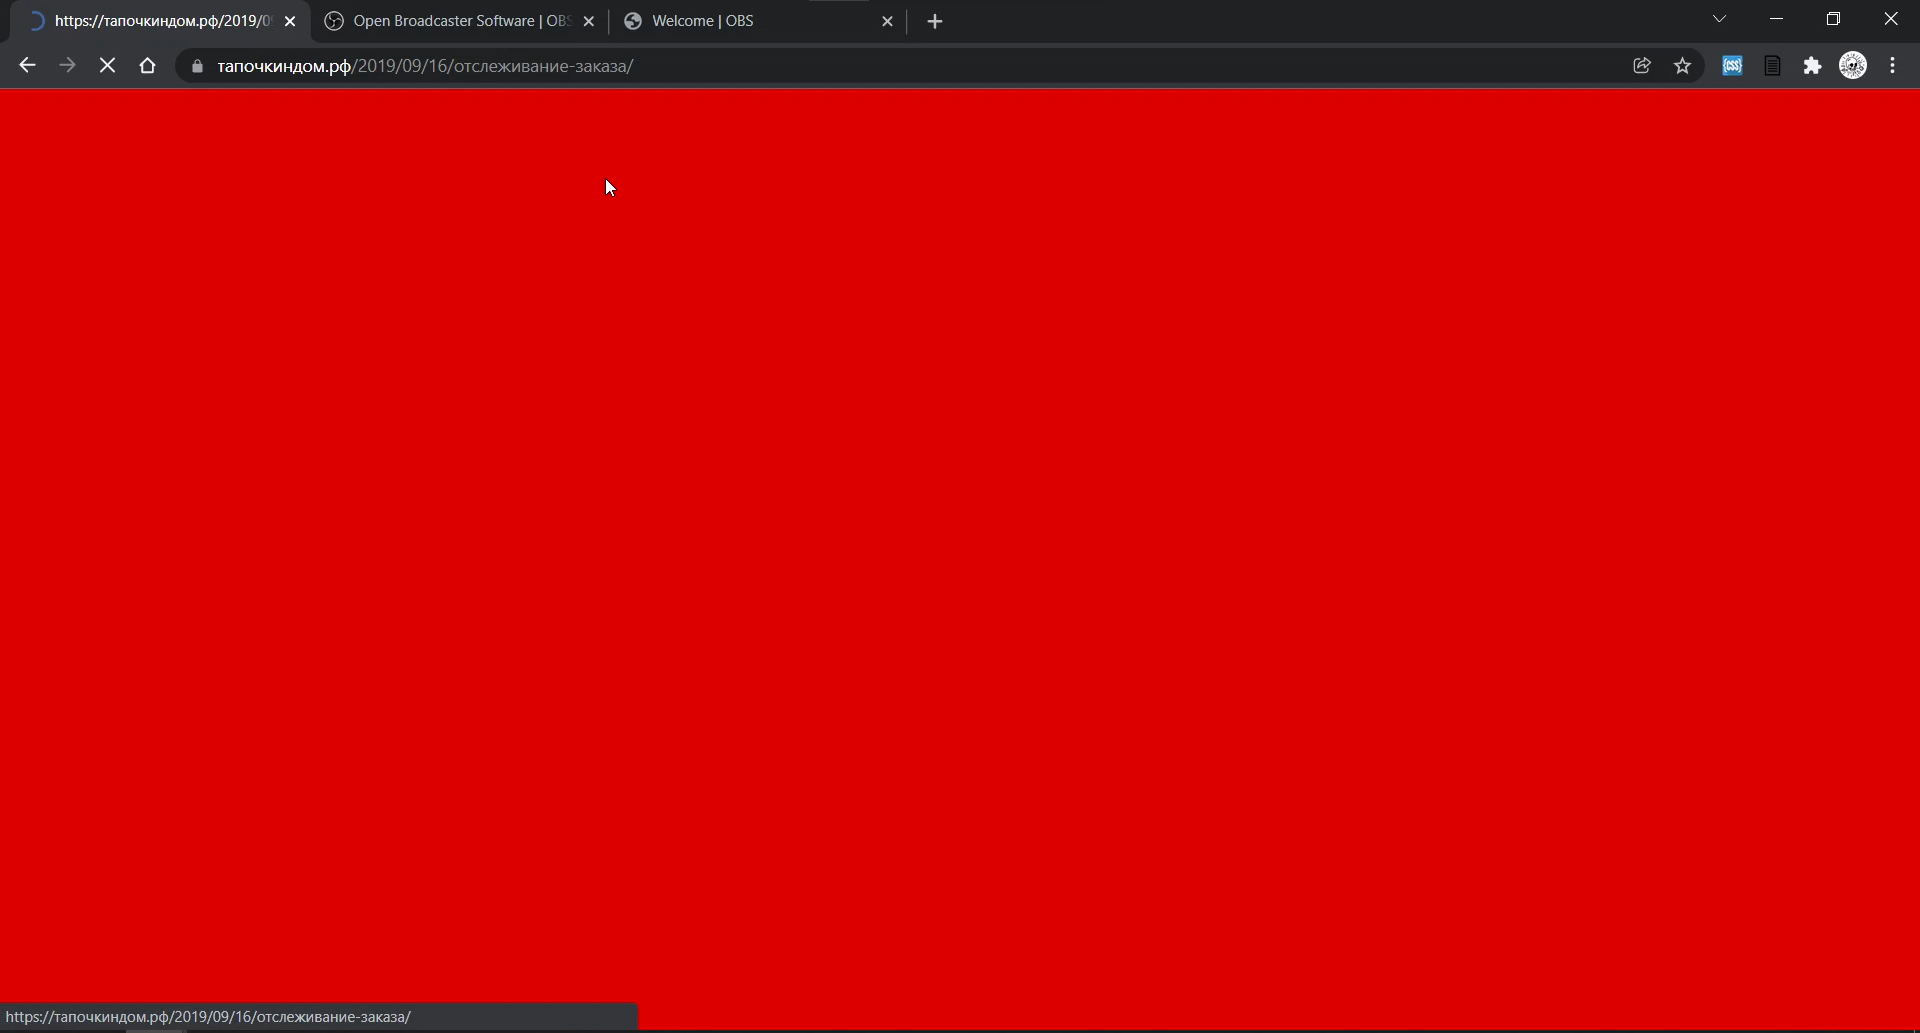 https://тапочкиндом.рф/2019/0
Open Broadcaster Software | OBS
Welcome | OBS
тапочкиндом.рф/2019/09/16/отслеживание-заказа/
https://тапочкиндом.рф/2019/09/16/отслеживание-заказа/